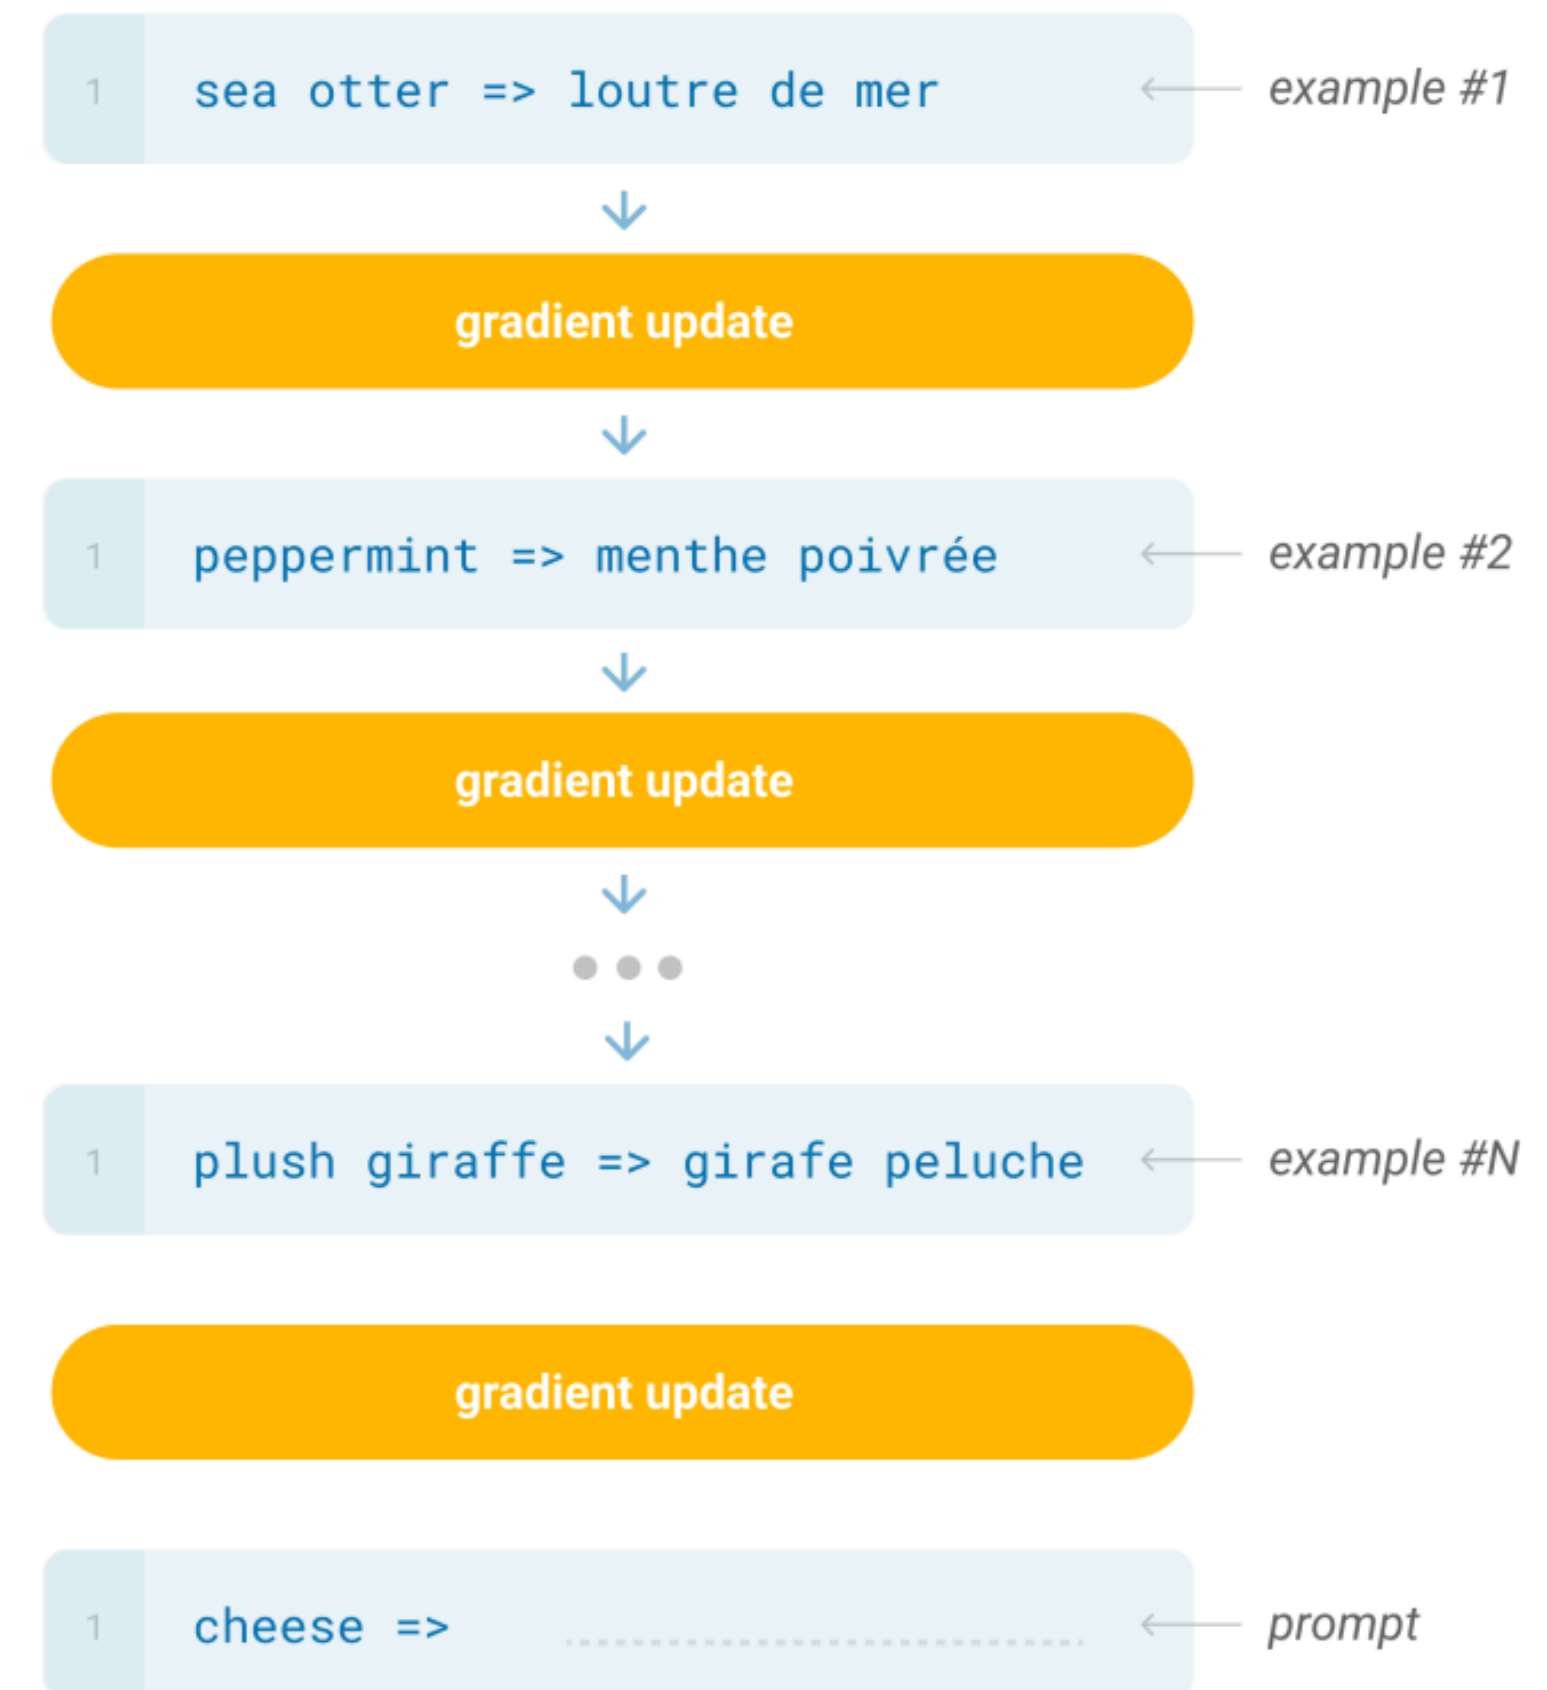 1 sea otter => loutre de mer example #1
gradient update
1 peppermint => menthe poivrée example #2
gradient update
1 plush giraffe => girafe peluche example #N
gradient update
1 cheese => prompt